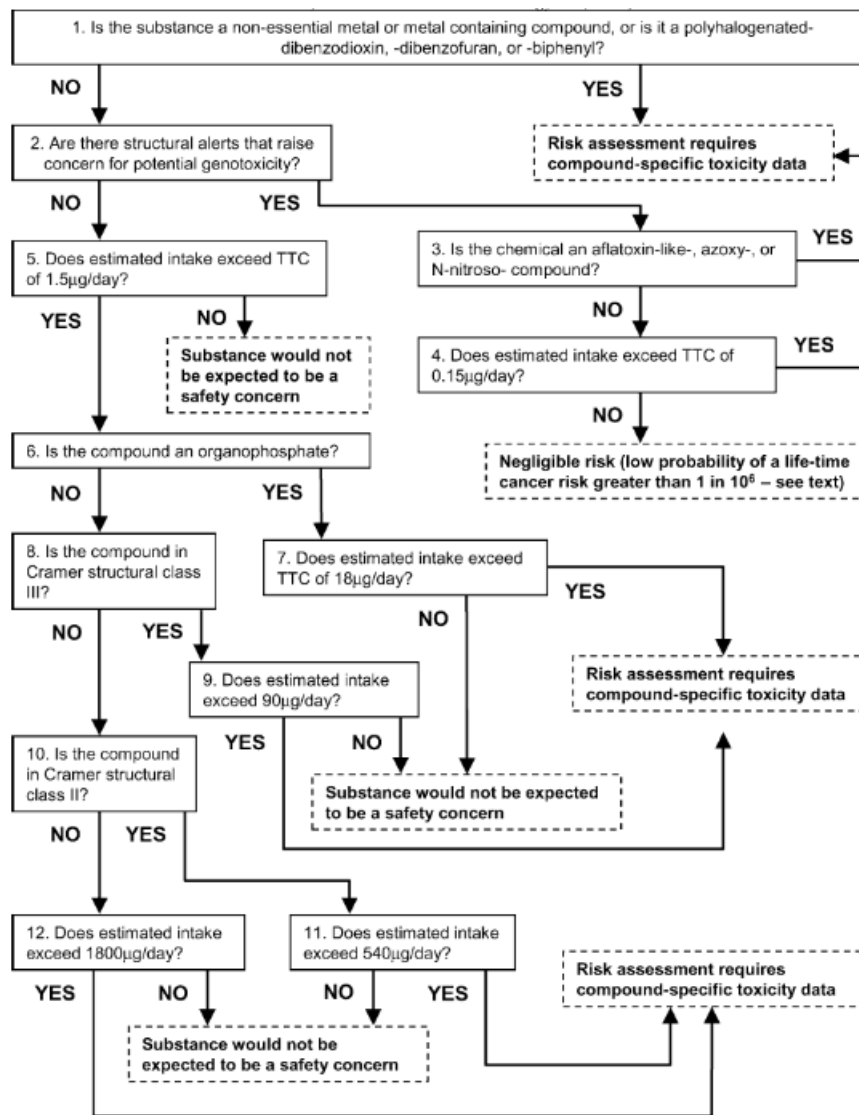 1. Is the substance a non-essential metal or metal containing compound, or is it a polyhalogenated-
dibenzodioxin, -dibenzofuran, or -biphenyl?
NO
YES
2. Are there structural alerts that raise
concern for potential genotoxicity?
Risk assessment requires
compound-specific toxicity data
NO
YES
5. Does estimated intake exceed TTC
of 1.5μg/day?
3. Is the chemical an aflatoxin-like-, azoxy-, or
N-nitroso- compound?
YES
YES
NO
NO
Substance would not
be expected to be a
safety concern
4. Does estimated intake exceed TTC of
0.15μg/day?
YES
NO
6. Is the compound an organophosphate?
Negligible risk (low probability of a life-time
cancer risk greater than 1 in 10⁶ – see text)
NO
YES
8. Is the compound in
Cramer structural class
III?
7. Does estimated intake exceed
TTC of 18μg/day?
YES
NO
NO
YES
9. Does estimated intake
exceed 90μg/day?
Risk assessment requires
compound-specific toxicity data
YES
NO
10. Is the compound
in Cramer structural
class II?
Substance would not be expected
to be a safety concern
NO
YES
12. Does estimated intake
exceed 1800μg/day?
11. Does estimated intake
exceed 540μg/day?
Risk assessment requires
compound-specific toxicity data
YES
NO
NO
YES
Substance would not be
expected to be a safety concern